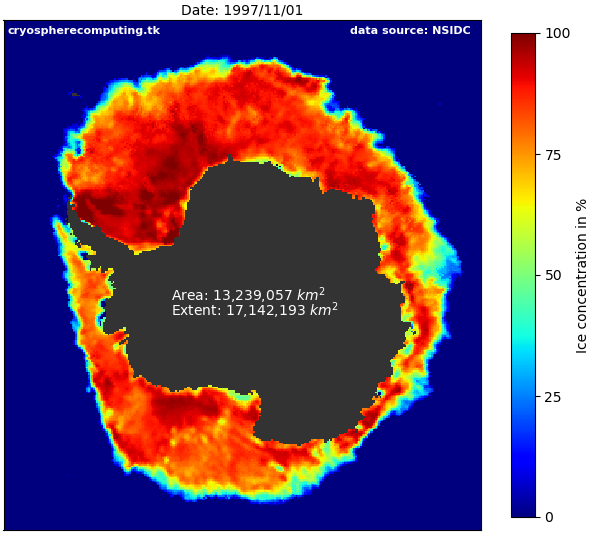 Date: 1997/11/01
cryospherecomputing.tk
data source: NSIDC
Area: 13,239,057 km²
Extent: 17,142,193 km²
100
75
50
25
0
Ice concentration in %